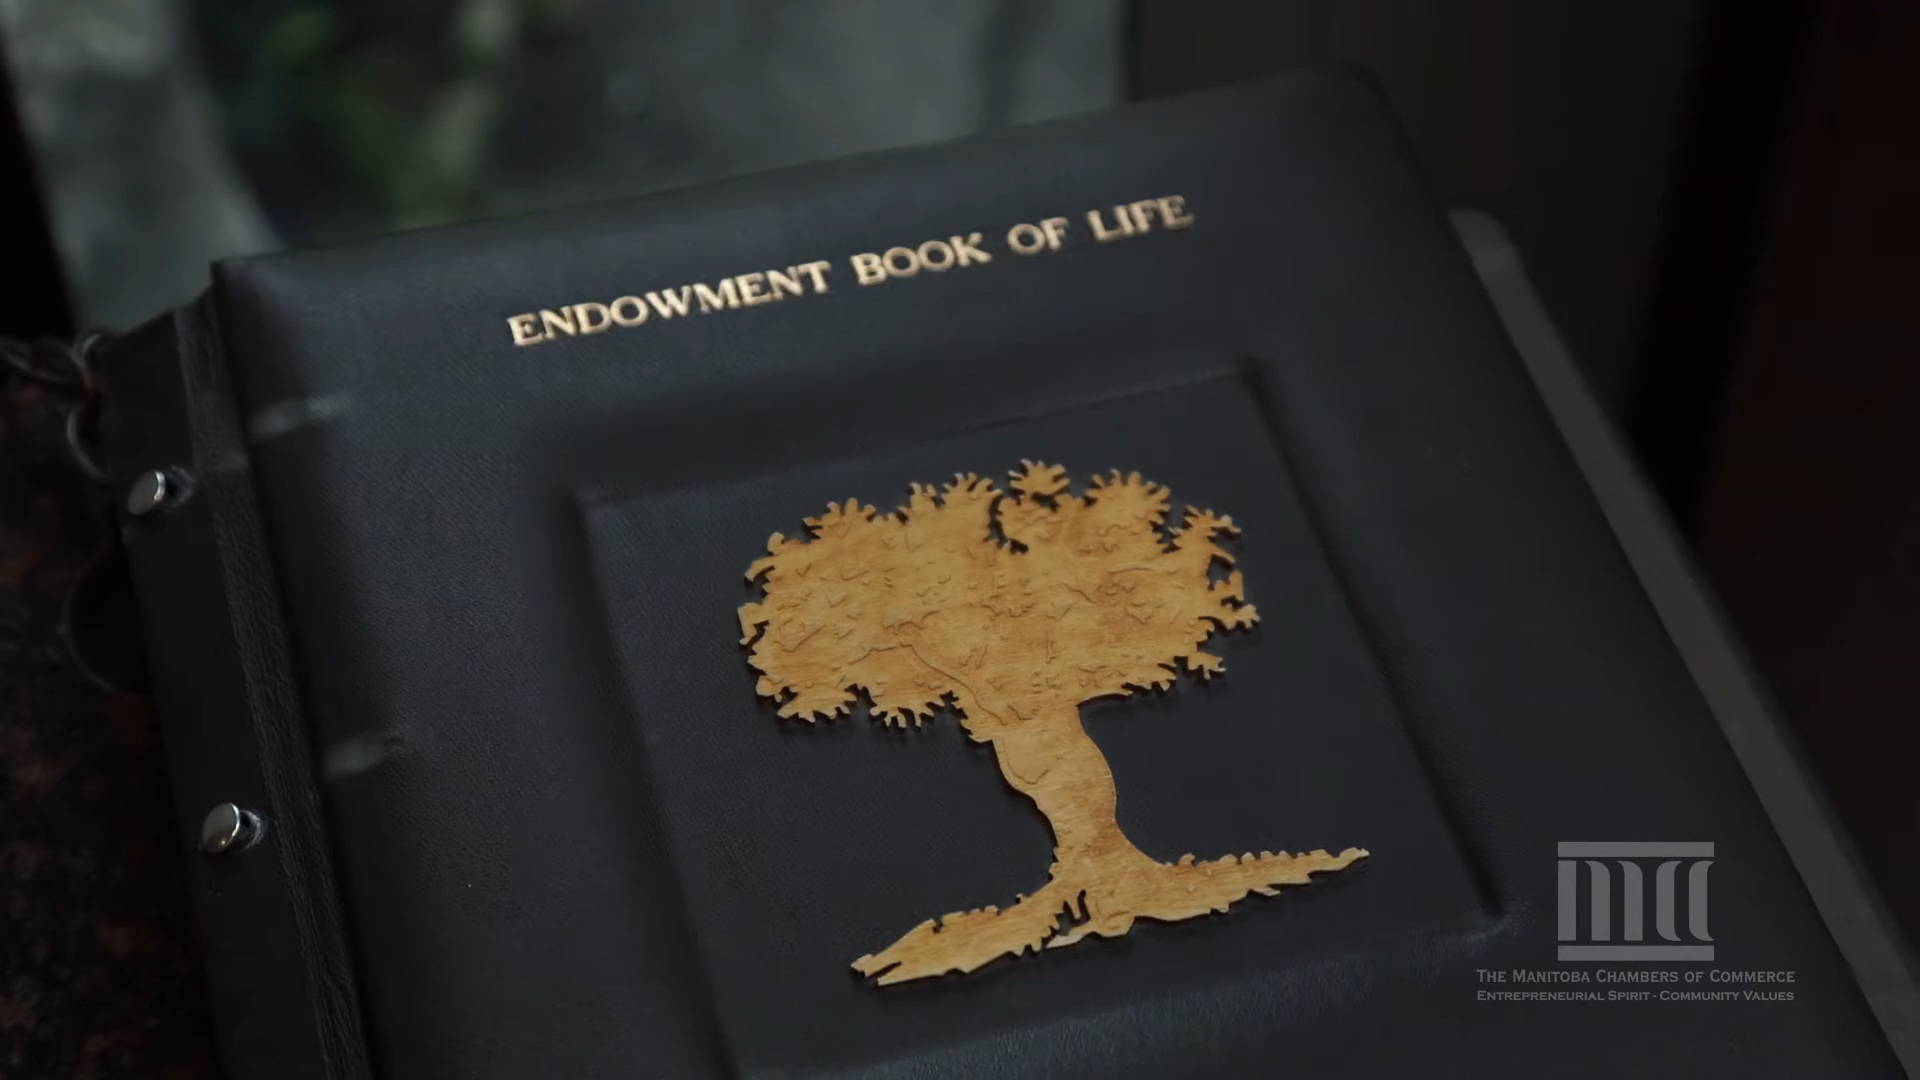 ENDOWMENT BOOK OF LIFE
THE MANITOBA CHAMBERS OF COMMERCE
ENTREPRENEURIAL SPIRIT - COMMUNITY VALUES